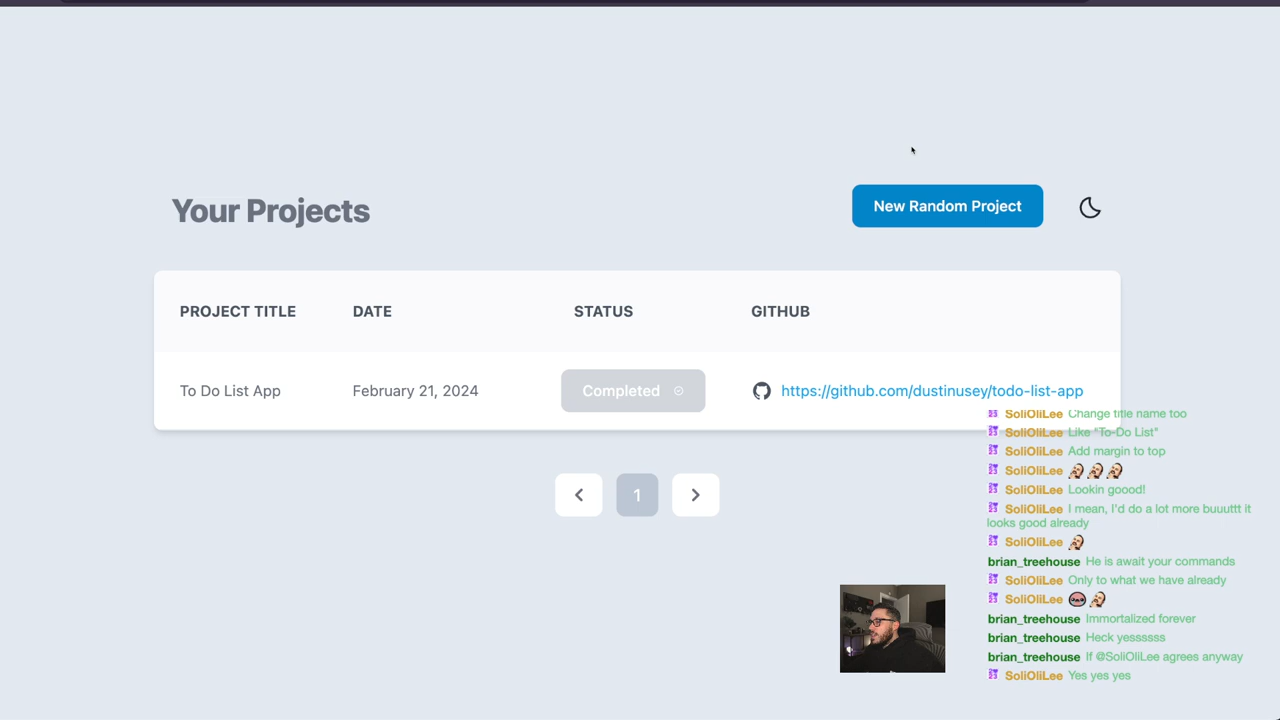 Your Projects
New Random Project
PROJECT TITLE DATE STATUS GITHUB
To Do List App February 21, 2024 Completed https://github.com/dustinusey/todo-list-app
1
SoliOliLee Change title name too
SoliOliLee Like "To-Do List"
SoliOliLee Add margin to top
SoliOliLee
SoliOliLee Lookin goood!
SoliOliLee I mean, I'd do a lot more buuuttt it
looks good already
SoliOliLee
brian_treehouse He is await your commands
SoliOliLee Only to what we have already
SoliOliLee
brian_treehouse Immortalized forever
brian_treehouse Heck yessssss
brian_treehouse If @SoliOliLee agrees anyway
SoliOliLee Yes yes yes